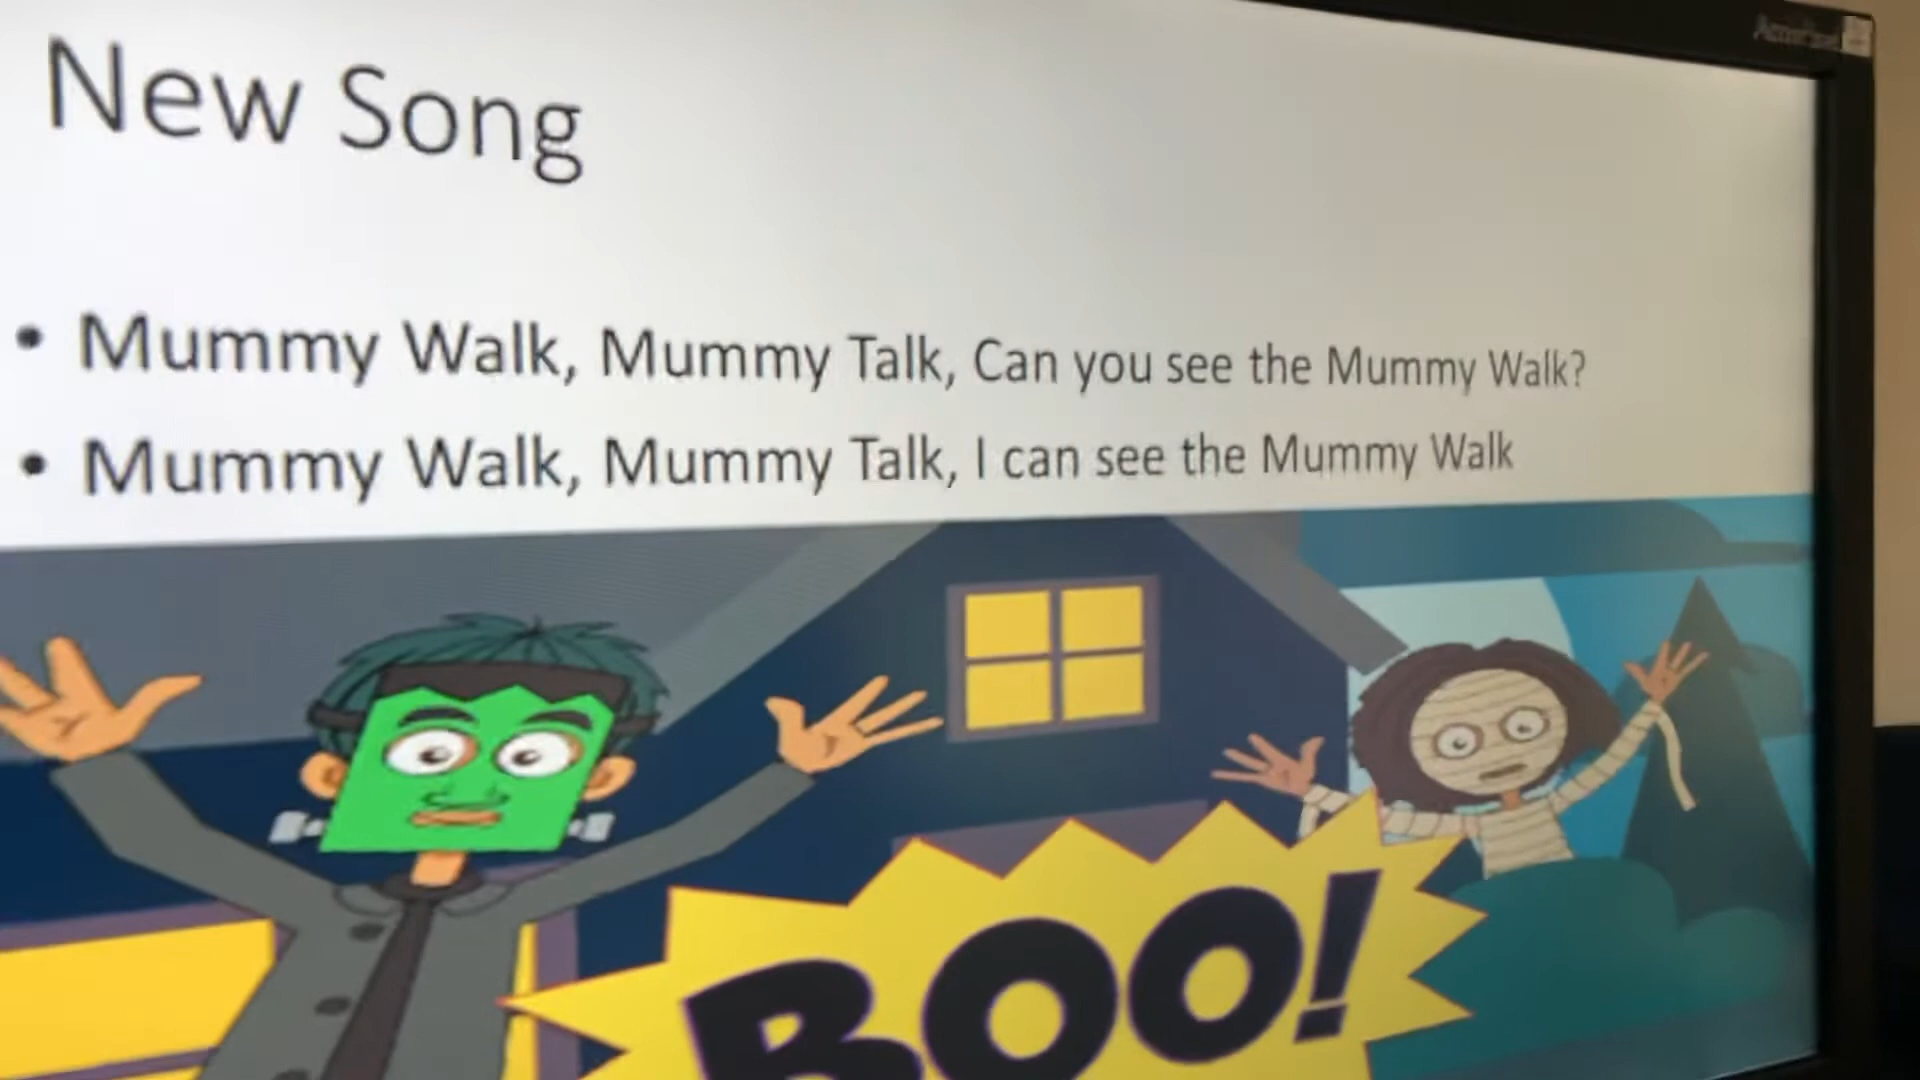 New Song
• Mummy Walk, Mummy Talk, Can you see the Mummy Walk?
• Mummy Walk, Mummy Talk, I can see the Mummy Walk
BOO!